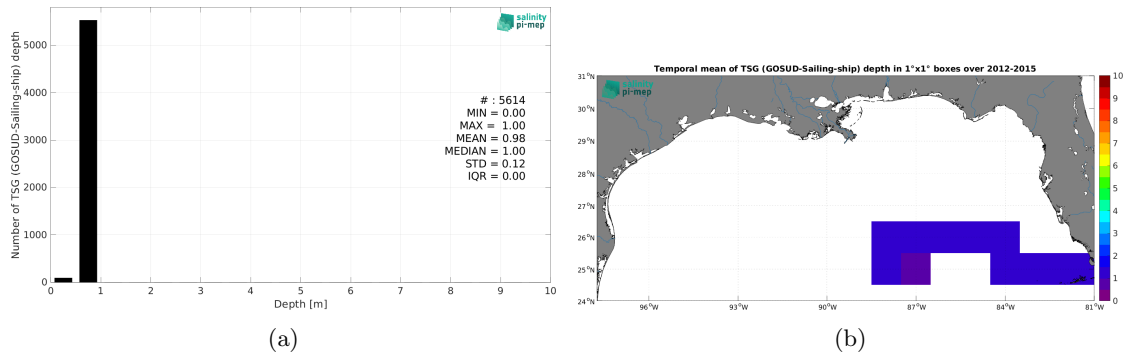 salinity
pi-mep
Number of TSG (GOSUD-Sailing-ship) depth
5000
4000
3000
2000
1000
0
# : 5614
MIN = 0.00
MAX = 1.00
MEAN = 0.98
MEDIAN = 1.00
STD = 0.12
IQR = 0.00
0 1 2 3 4 5 6 7 8 9 10
Depth [m]
(a)
Temporal mean of TSG (GOSUD-Sailing-ship) depth in 1°x1° boxes over 2012-2015
salinity
pi-mep
31°N
30°N
29°N
28°N
27°N
26°N
25°N
24°N
96°W 93°W 90°W 87°W 84°W 81°W
10
9
8
7
6
5
4
3
2
1
0
(b)